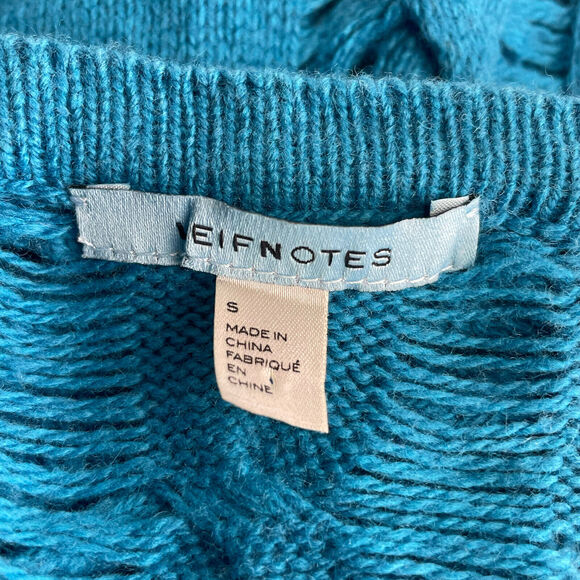 LEIFNOTES
S
MADE IN
CHINA
FABRIQUÉ
EN
CHINE